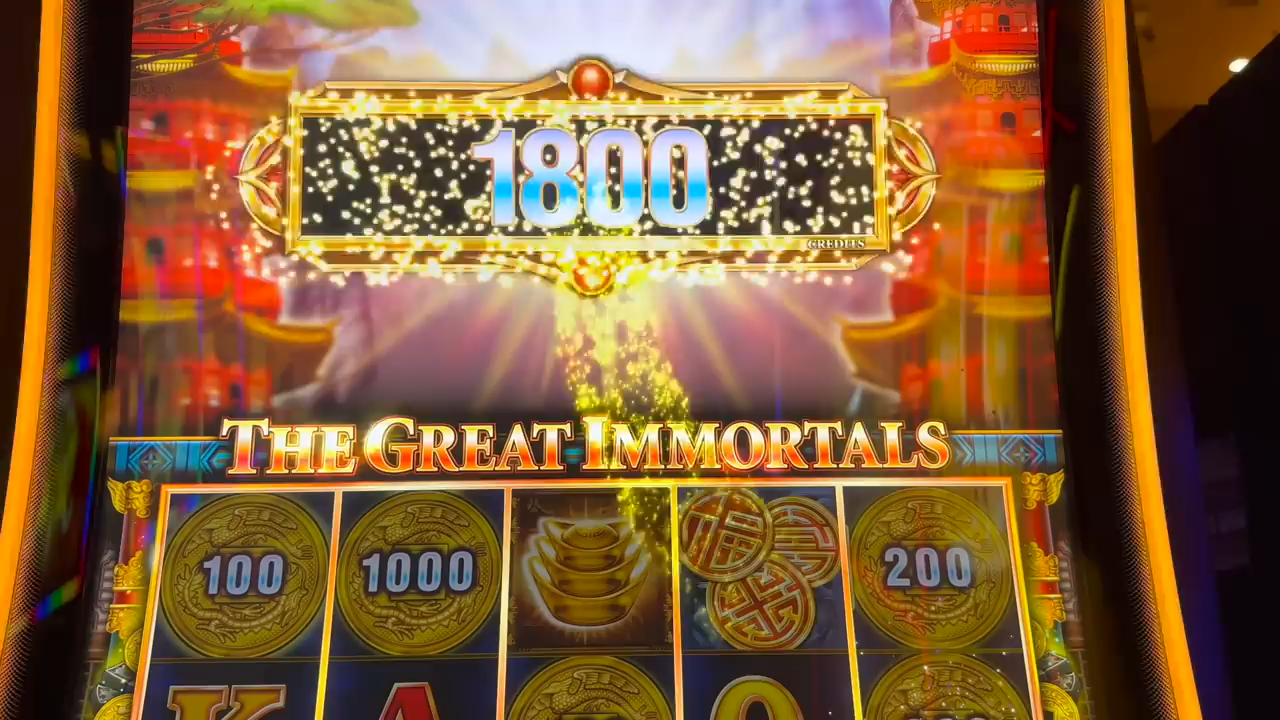 1800
CREDITS
THE GREAT IMMORTALS
100 1000 200
K A Q